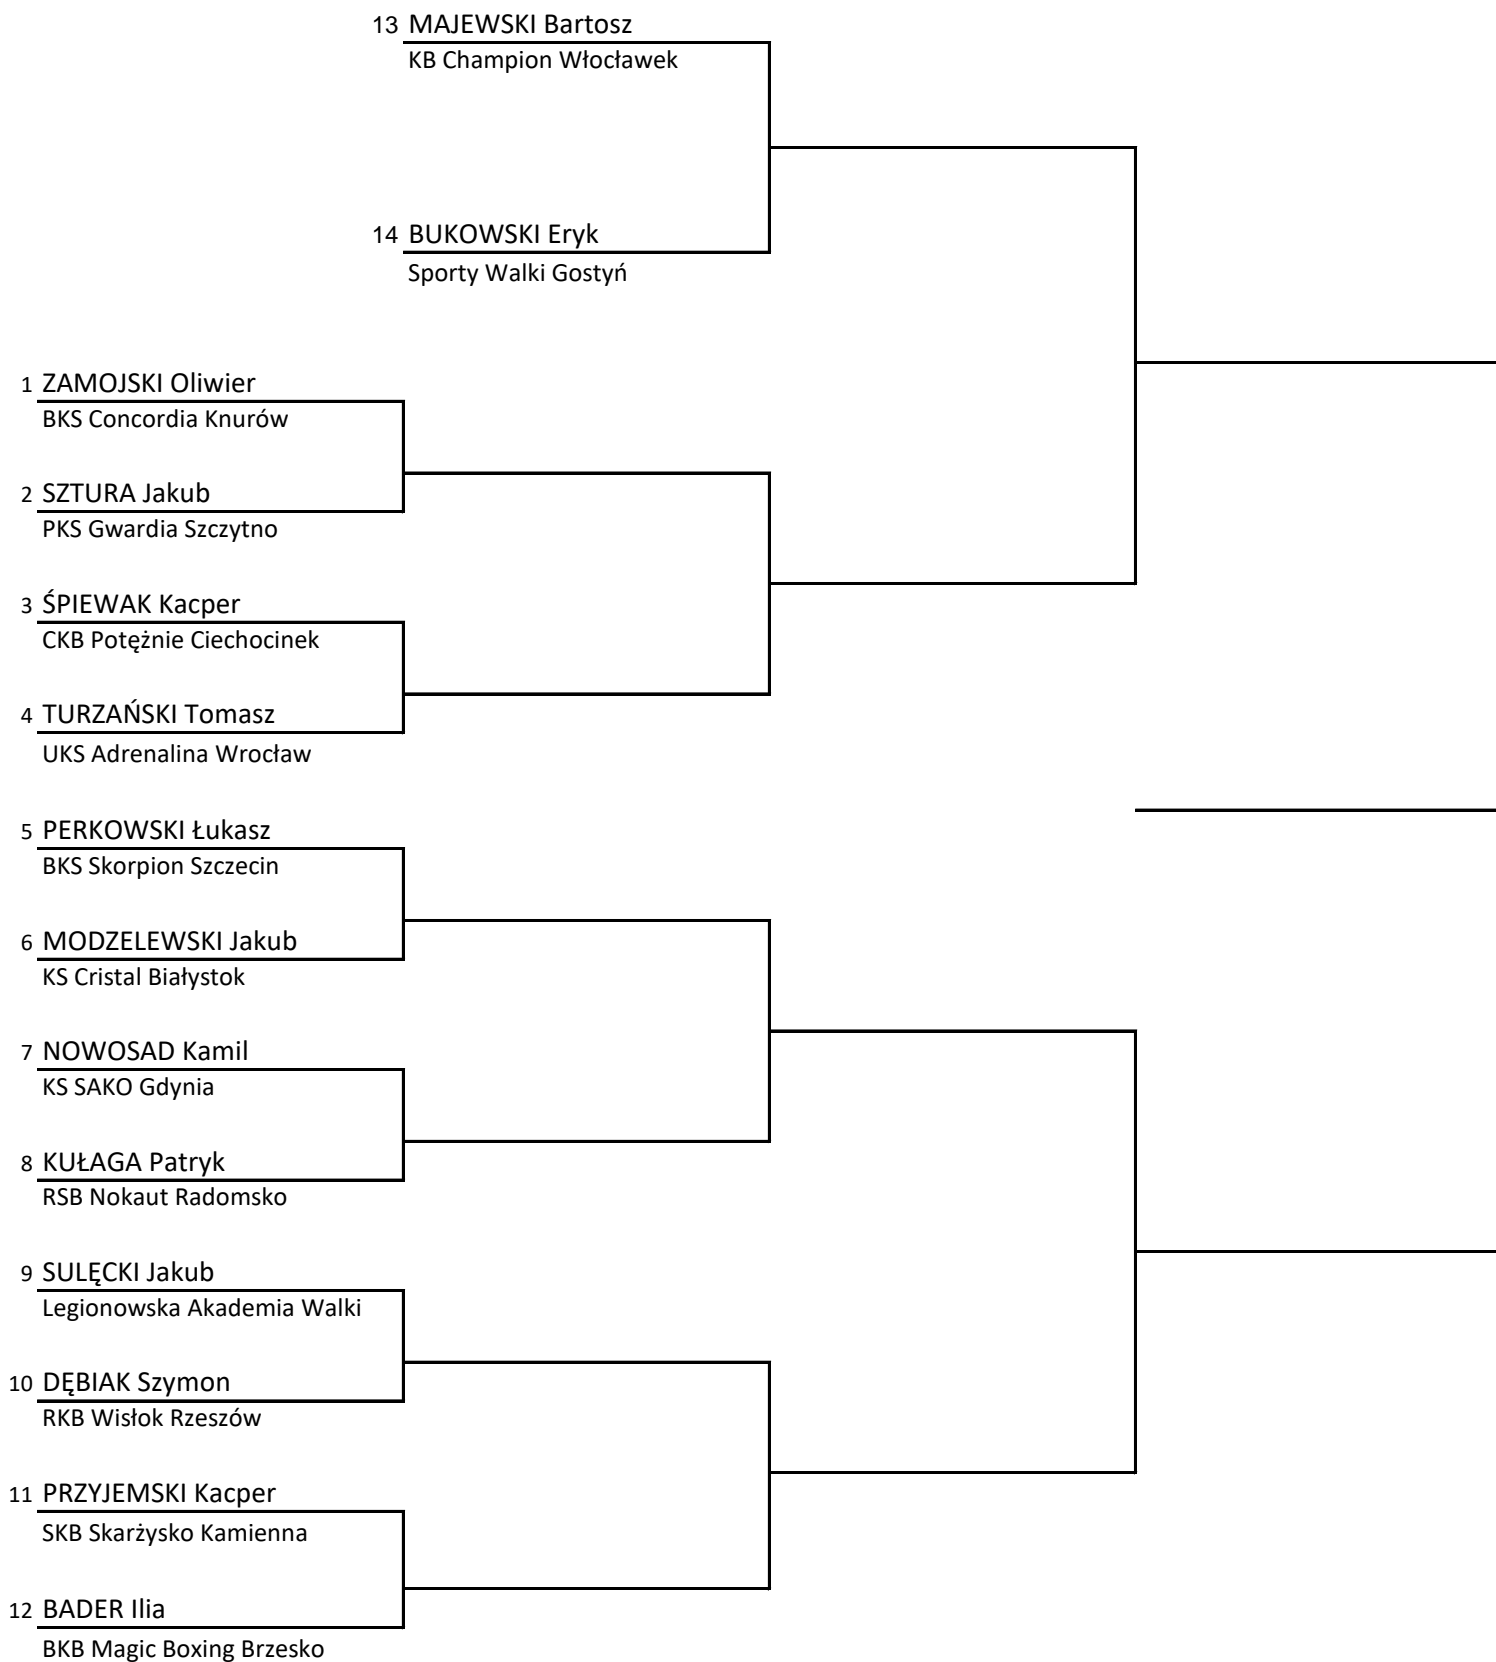 13 MAJEWSKI Bartosz
KB Champion Włocławek
14 BUKOWSKI Eryk
Sporty Walki Gostyń
1 ZAMOJSKI Oliwier
BKS Concordia Knurów
2 SZTURA Jakub
PKS Gwardia Szczytno
3 ŚPIEWAK Kacper
CKB Potężnie Ciechocinek
4 TURZAŃSKI Tomasz
UKS Adrenalina Wrocław
5 PERKOWSKI Łukasz
BKS Skorpion Szczecin
6 MODZELEWSKI Jakub
KS Cristal Białystok
7 NOWOSAD Kamil
KS SAKO Gdynia
8 KUŁAGA Patryk
RSB Nokaut Radomsko
9 SULĘCKI Jakub
Legionowska Akademia Walki
10 DĘBIAK Szymon
RKB Wisłok Rzeszów
11 PRZYJEMSKI Kacper
SKB Skarżysko Kamienna
12 BADER Ilia
BKB Magic Boxing Brzesko